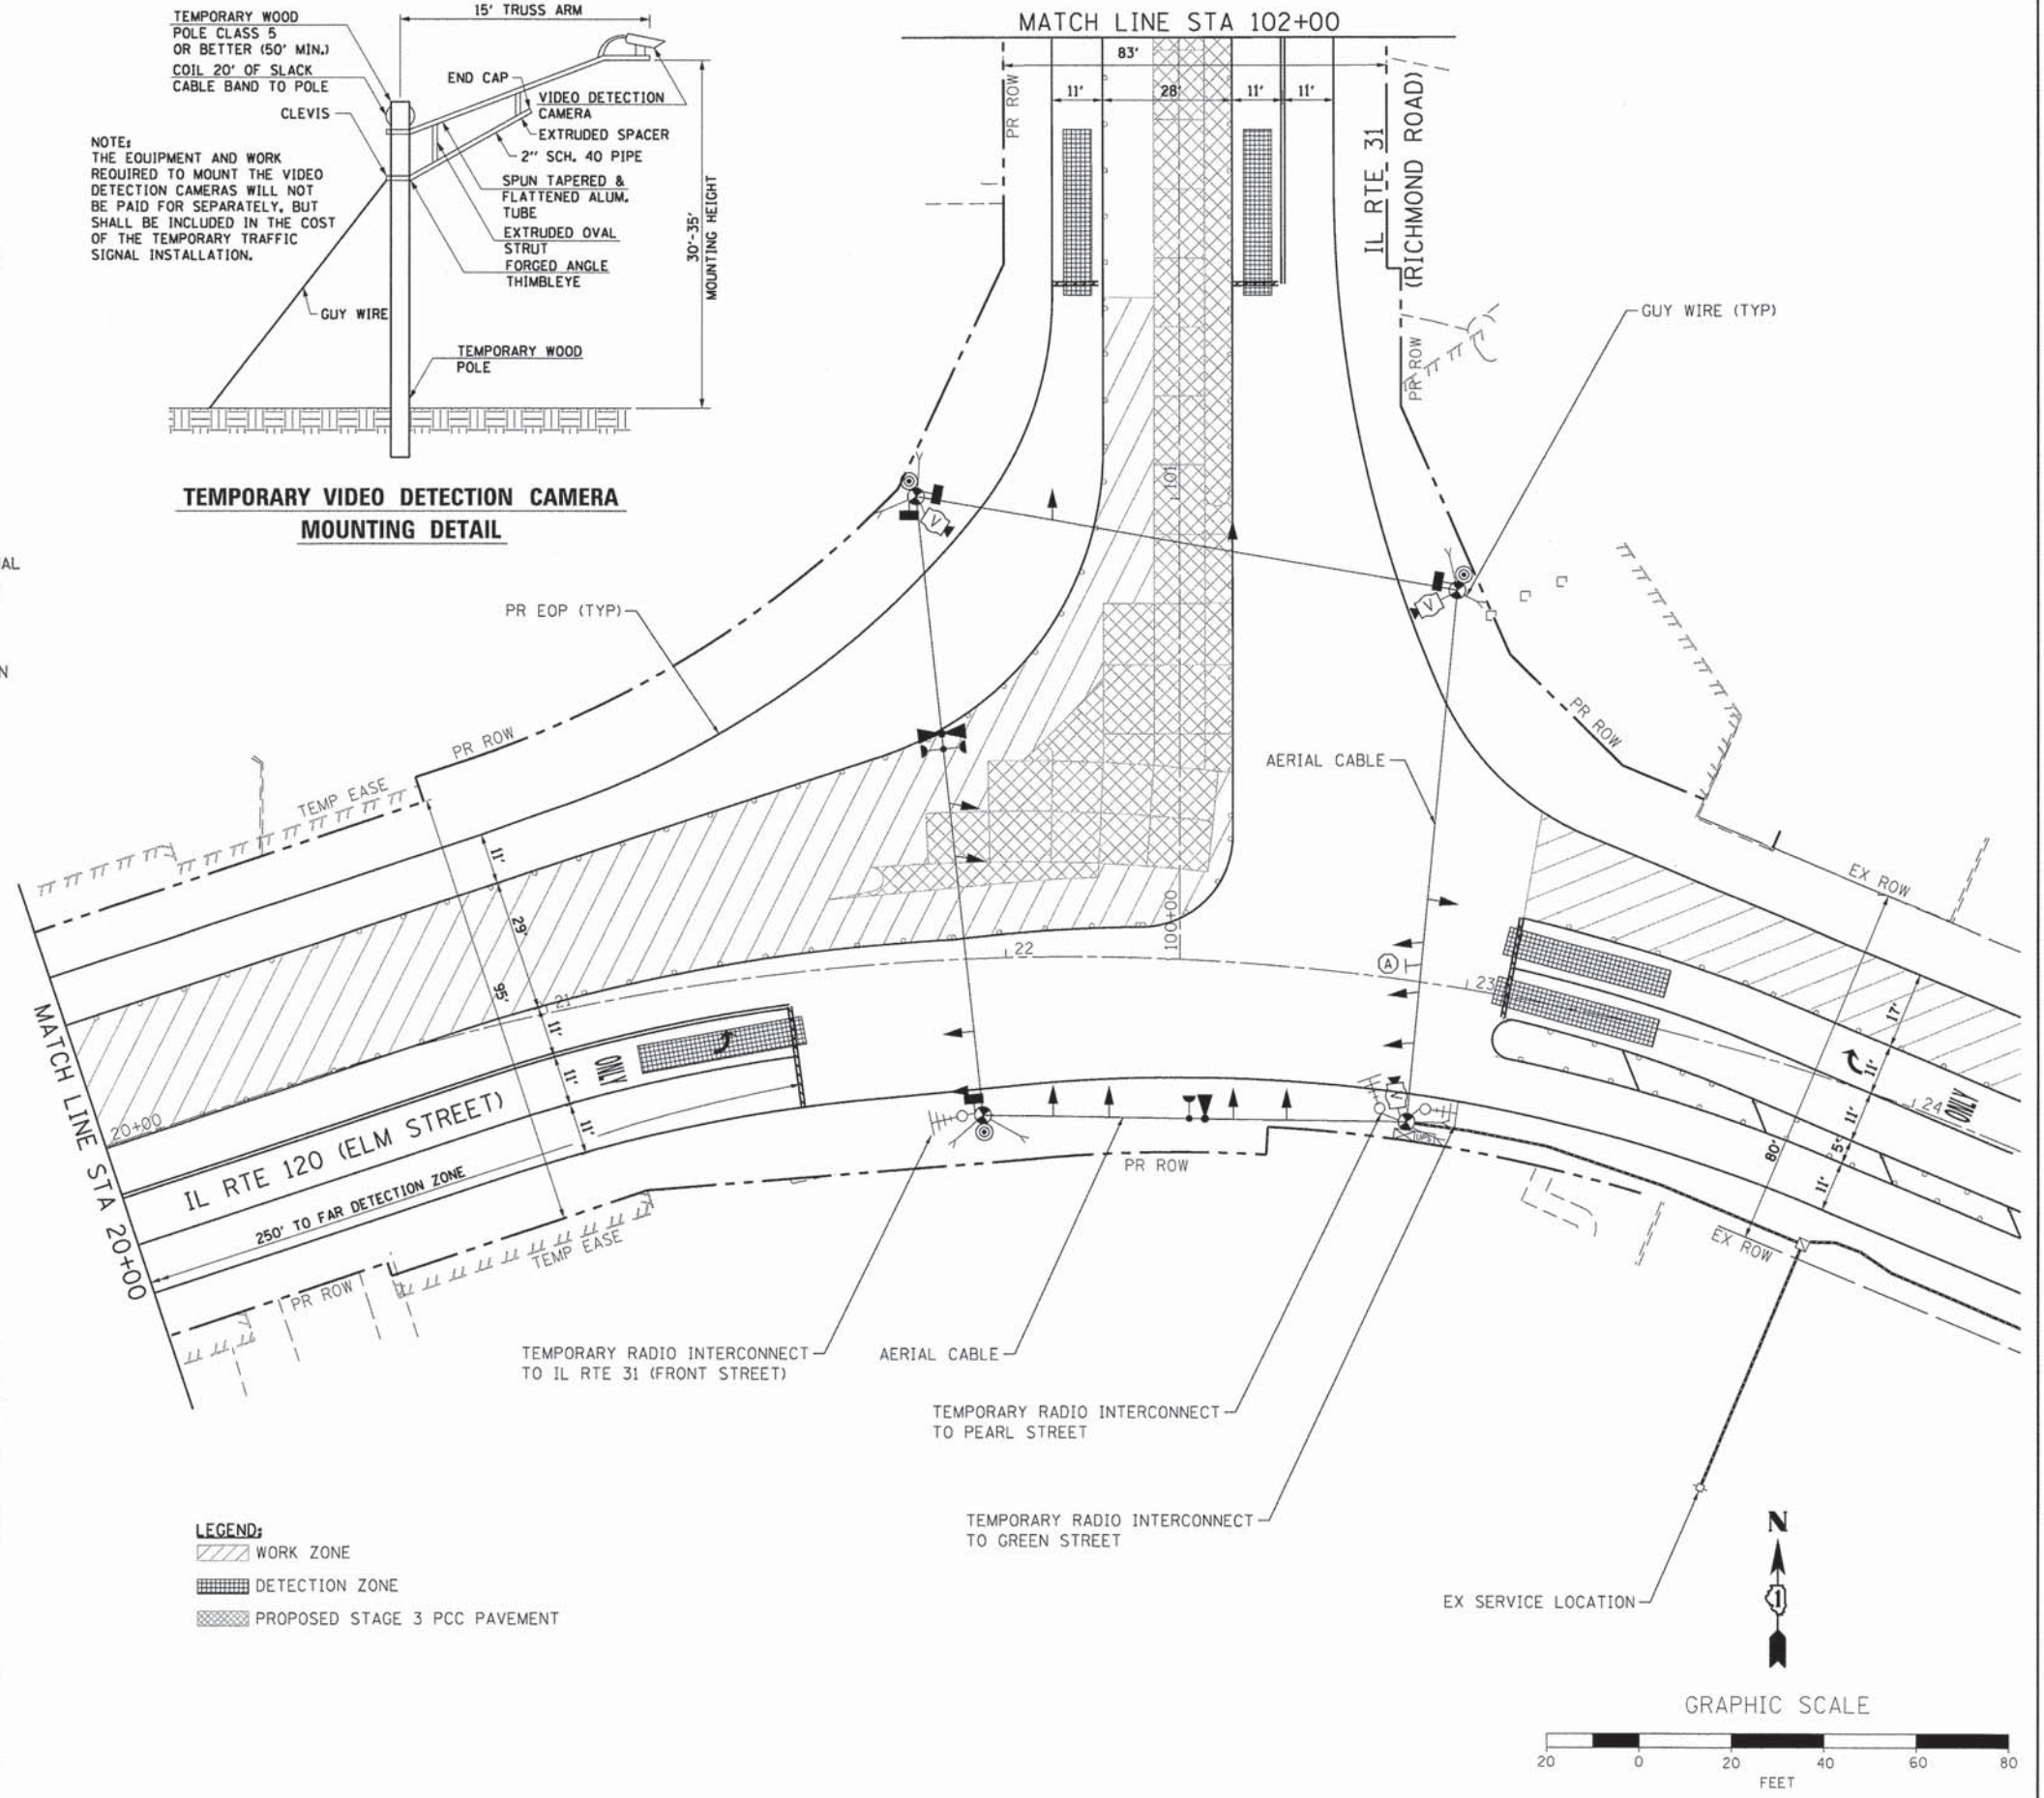 TEMPORARY WOOD
POLE CLASS 5
OR BETTER (50' MIN.)
COIL 20' OF SLACK
CABLE BAND TO POLE
CLEVIS
15' TRUSS ARM
END CAP
VIDEO DETECTION
CAMERA
EXTRUDED SPACER
2" SCH. 40 PIPE
SPUN TAPERED &
FLATTENED ALUM.
TUBE
EXTRUDED OVAL
STRUT
FORGED ANGLE
THIMBLEYE
30'-35'
MOUNTING HEIGHT
NOTE:
THE EQUIPMENT AND WORK
REQUIRED TO MOUNT THE VIDEO
DETECTION CAMERAS WILL NOT
BE PAID FOR SEPARATELY, BUT
SHALL BE INCLUDED IN THE COST
OF THE TEMPORARY TRAFFIC
SIGNAL INSTALLATION.
GUY WIRE
TEMPORARY WOOD
POLE
TEMPORARY VIDEO DETECTION CAMERA
MOUNTING DETAIL
AL
N
MATCH LINE STA 102+00
83'
PR ROW
11'
28'
11'
11'
IL RTE 31
(RICHMOND ROAD)
PR ROW
GUY WIRE (TYP)
101
V
V
PR EOP (TYP)
PR ROW
PR ROW
TEMP EASE
AERIAL CABLE
EX ROW
100+00
22
A
23
21
11'
29'
95'
11'
11'
11'
ONLY
17'
11'
24
ONLY
11'
5'
11'
80'
MATCH LINE STA 20+00
20+00
IL RTE 120 (ELM STREET)
250' TO FAR DETECTION ZONE
V
UPS
PR ROW
TEMP EASE
PR ROW
EX ROW
TEMPORARY RADIO INTERCONNECT
TO IL RTE 31 (FRONT STREET)
AERIAL CABLE
TEMPORARY RADIO INTERCONNECT
TO PEARL STREET
TEMPORARY RADIO INTERCONNECT
TO GREEN STREET
EX SERVICE LOCATION
LEGEND:
WORK ZONE
DETECTION ZONE
PROPOSED STAGE 3 PCC PAVEMENT
N
1
GRAPHIC SCALE
20 0 20 40 60 80
FEET